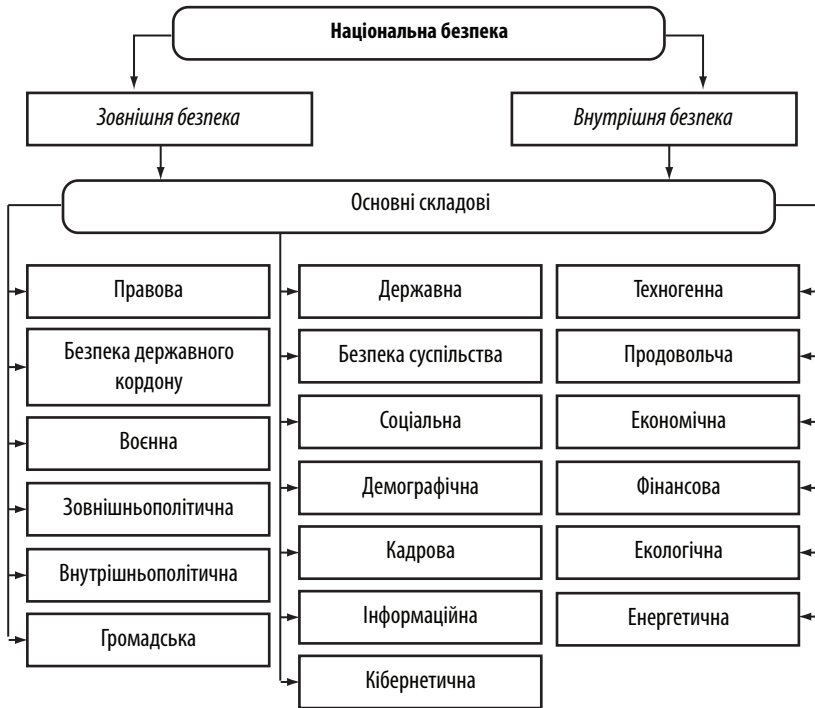 Національна безпека
Зовнішня безпека
Внутрішня безпека
Основні складові
Правова
Безпека державного
кордону
Воєнна
Зовнішньополітична
Внутрішньополітична
Громадська
Державна
Безпека суспільства
Соціальна
Демографічна
Кадрова
Інформаційна
Кібернетична
Техногенна
Продовольча
Економічна
Фінансова
Екологічна
Енергетична